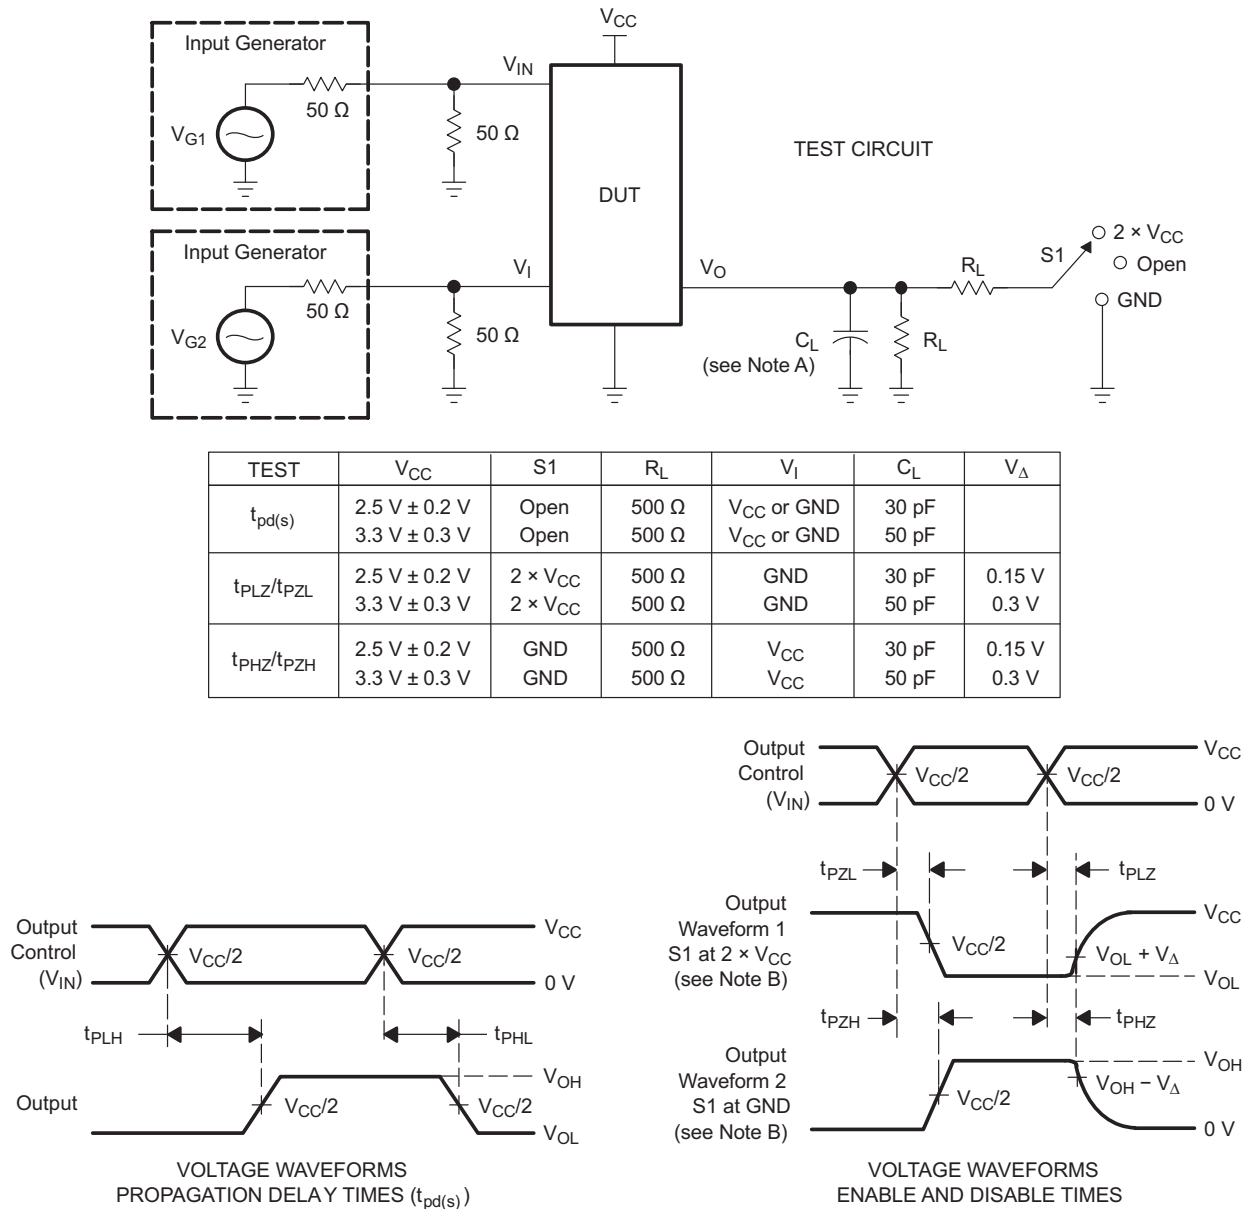 V_CC
Input Generator
V_IN
50 Ω
V_G1
50 Ω
TEST CIRCUIT
DUT
Input Generator
V_I
V_O
50 Ω
V_G2
50 Ω
R_L
S1
2 × V_CC
Open
GND
C_L
(see Note A)
R_L
TEST V_CC S1 R_L V_I C_L V_Δ
t_pd(s) 2.5 V ± 0.2 V Open 500 Ω V_CC or GND 30 pF
3.3 V ± 0.3 V Open 500 Ω V_CC or GND 50 pF
t_PLZ/t_PZL 2.5 V ± 0.2 V 2 × V_CC 500 Ω GND 30 pF 0.15 V
3.3 V ± 0.3 V 2 × V_CC 500 Ω GND 50 pF 0.3 V
t_PHZ/t_PZH 2.5 V ± 0.2 V GND 500 Ω V_CC 30 pF 0.15 V
3.3 V ± 0.3 V GND 500 Ω V_CC 50 pF 0.3 V
Output
Control
(V_IN)
V_CC/2
V_CC/2
V_CC
0 V
t_PLH
t_PHL
Output
V_CC/2
V_CC/2
V_OH
V_OL
VOLTAGE WAVEFORMS
PROPAGATION DELAY TIMES (t_pd(s))
Output
Control
(V_IN)
V_CC/2
V_CC/2
V_CC
0 V
t_PZL
t_PLZ
Output
Waveform 1
S1 at 2 × V_CC
(see Note B)
V_CC/2
V_CC
V_OL + V_Δ
V_OL
t_PZH
t_PHZ
Output
Waveform 2
S1 at GND
(see Note B)
V_CC/2
V_OH
V_OH − V_Δ
0 V
VOLTAGE WAVEFORMS
ENABLE AND DISABLE TIMES